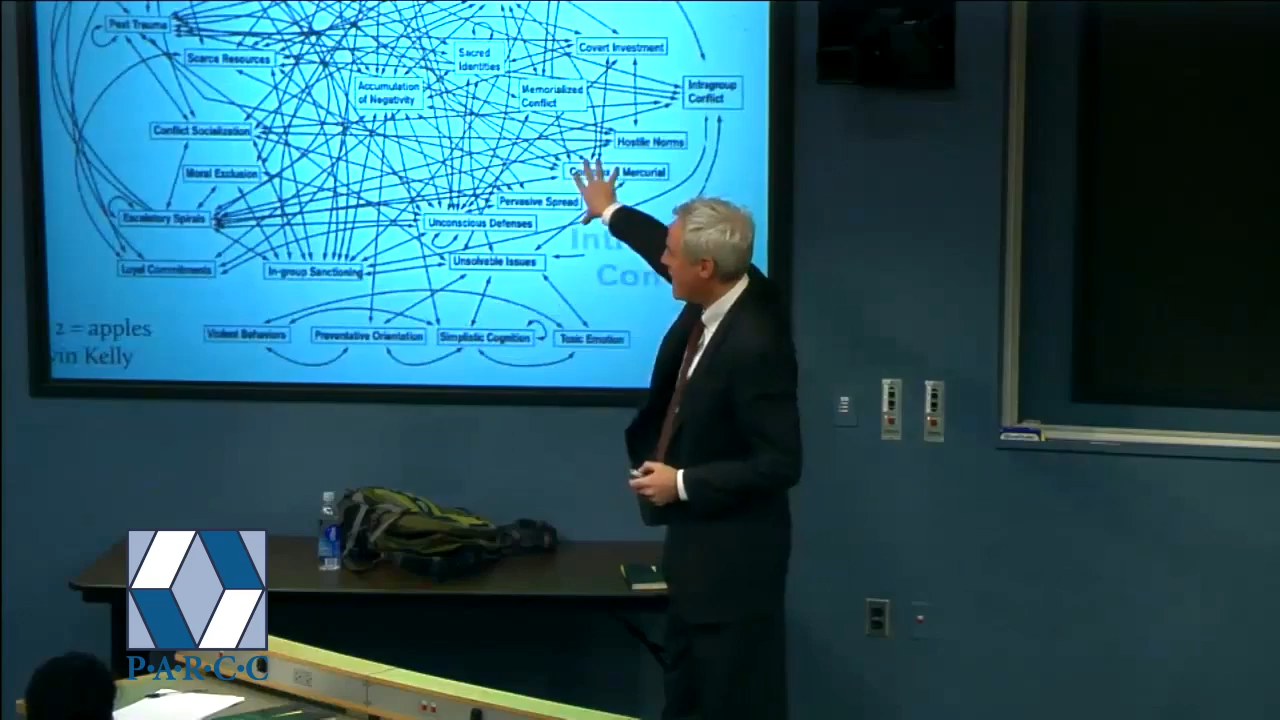 Past Trauma
Scarce Resources
Sacred
Identities
Covert Investment
Accumulation
of Negativity
Memorialized
Conflict
Intragroup
Conflict
Conflict Socialization
Hostile Norms
Moral Exclusion
Mercurial
Pervasive Spread
Escalatory Spirals
Unconscious Defenses
Loyal Commitments
In-group Sanctioning
Unsolvable Issues
Violent Behaviors
Preventative Orientation
Simplistic Cognition
Toxic Emotion
2 = apples
vin Kelly
P·A·R·C·C